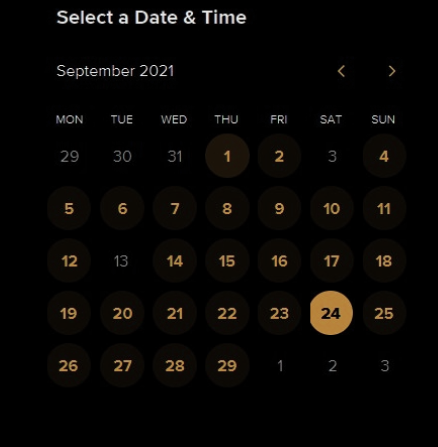 Select a Date & Time
September 2021
MON TUE WED THU FRI SAT SUN
29 30 31 1 2 3 4
5 6 7 8 9 10 11
12 13 14 15 16 17 18
19 20 21 22 23 24 25
26 27 28 29 1 2 3